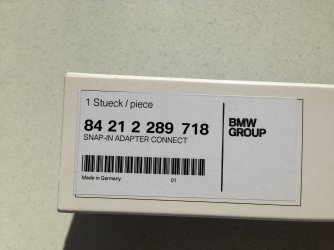 1 Stueck / piece
84 21 2 289 718
SNAP-IN ADAPTER CONNECT
Made in Germany
01
BMW
GROUP